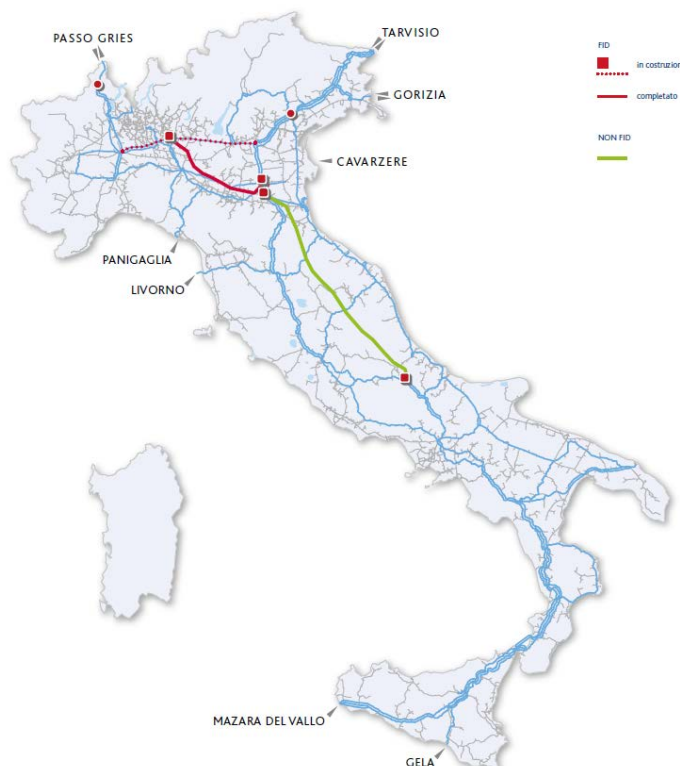 PASSO GRIES
TARVISIO
GORIZIA
CAVARZERE
PANIGAGLIA
LIVORNO
MAZARA DEL VALLO
GELA
FID
in costruzion
completato
NON FID